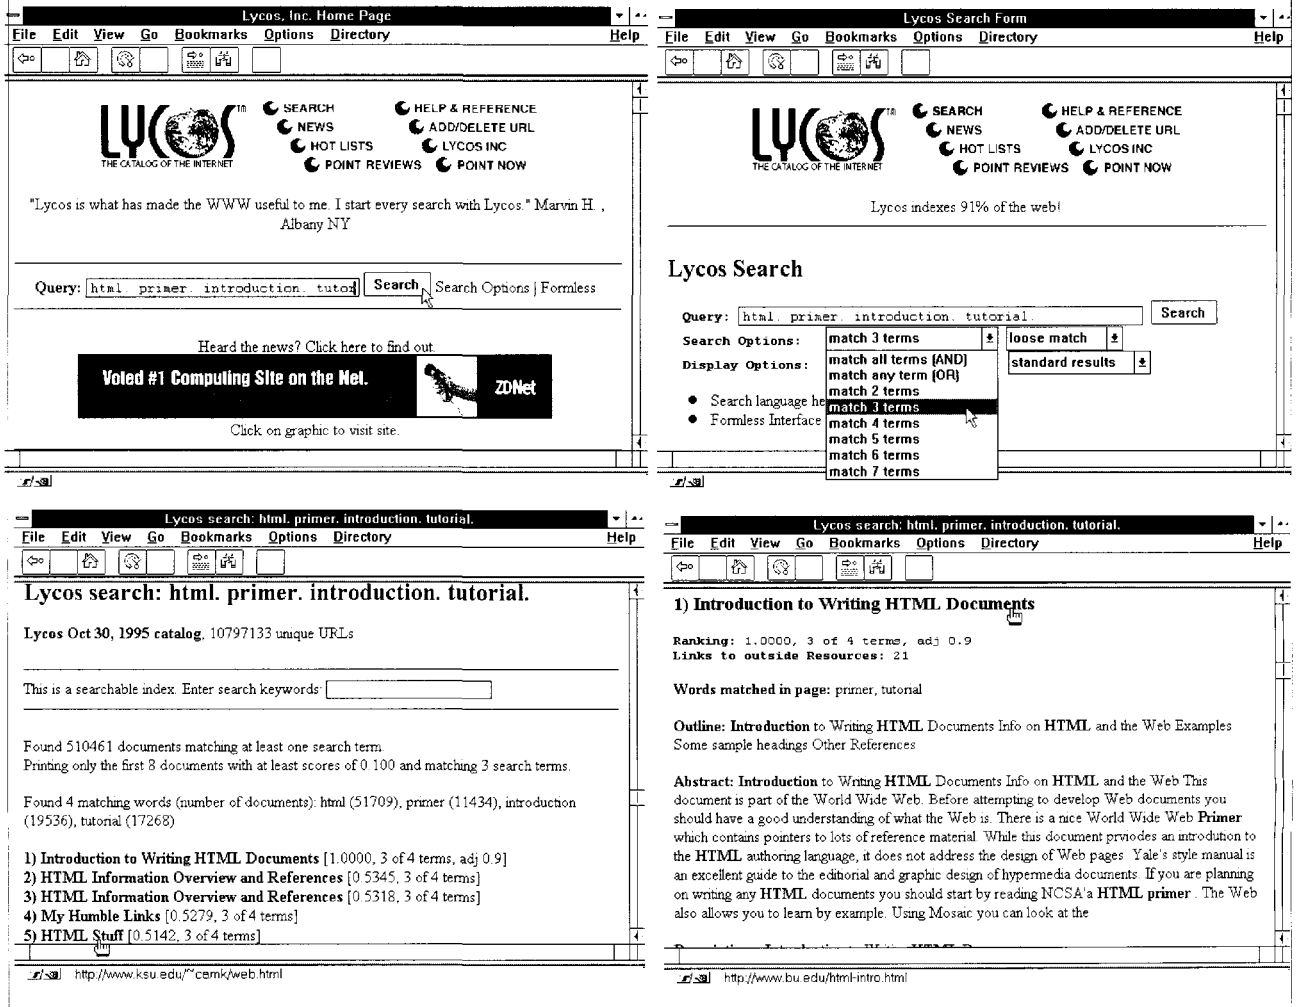 Lycos, Inc. Home Page
File Edit View Go Bookmarks Options Directory Help
LYCOS TM
THE CATALOG OF THE INTERNET
SEARCH
NEWS
HOT LISTS
POINT REVIEWS
HELP & REFERENCE
ADD/DELETE URL
LYCOS INC
POINT NOW
"Lycos is what has made the WWW useful to me. I start every search with Lycos." Marvin H. ,
Albany NY
Query: html. primer. introduction. tutor Search Search Options | Formless
Heard the news? Click here to find out.
Voted #1 Computing Site on the Net. ZDNet
Click on graphic to visit site.
Lycos Search Form
File Edit View Go Bookmarks Options Directory Help
LYCOS TM
THE CATALOG OF THE INTERNET
SEARCH
NEWS
HOT LISTS
POINT REVIEWS
HELP & REFERENCE
ADD/DELETE URL
LYCOS INC
POINT NOW
Lycos indexes 91% of the web!
Lycos Search
Query: html. primer. introduction. tutorial. Search
Search Options: match 3 terms loose match
Display Options: standard results
match all terms (AND)
match any term (OR)
match 2 terms
match 3 terms
match 4 terms
match 5 terms
match 6 terms
match 7 terms
Search language he
Formless Interface
Lycos search: html. primer. introduction. tutorial.
File Edit View Go Bookmarks Options Directory Help
Lycos search: html. primer. introduction. tutorial.
Lycos Oct 30, 1995 catalog, 10797133 unique URLs
This is a searchable index. Enter search keywords:
Found 510461 documents matching at least one search term.
Printing only the first 8 documents with at least scores of 0.100 and matching 3 search terms.
Found 4 matching words (number of documents): html (51709), primer (11434), introduction
(19536), tutorial (17268)
1) Introduction to Writing HTML Documents [1.0000, 3 of 4 terms, adj 0.9]
2) HTML Information Overview and References [0.5345, 3 of 4 terms]
3) HTML Information Overview and References [0.5318, 3 of 4 terms]
4) My Humble Links [0.5279, 3 of 4 terms]
5) HTML Stuff [0.5142, 3 of 4 terms]
http://www.ksu.edu/~cemk/web.html
Lycos search: html. primer. introduction. tutorial.
File Edit View Go Bookmarks Options Directory Help
1) Introduction to Writing HTML Documents
Ranking: 1.0000, 3 of 4 terms, adj 0.9
Links to outside Resources: 21
Words matched in page: primer, tutorial
Outline: Introduction to Writing HTML Documents Info on HTML and the Web Examples
Some sample headings Other References
Abstract: Introduction to Writing HTML Documents Info on HTML and the Web This
document is part of the World Wide Web. Before attempting to develop Web documents you
should have a good understanding of what the Web is. There is a nice World Wide Web Primer
which contains pointers to lots of reference material. While this document prviodes an introdution to
the HTML authoring language, it does not address the design of Web pages. Yale's style manual is
an excellent guide to the editiorial and graphic design of hypermedia documents. If you are planning
on writing any HTML documents you should start by reading NCSA'a HTML primer . The Web
also allows you to learn by example. Using Mosaic you can look at the
http://www.bu.edu/html-intro.html